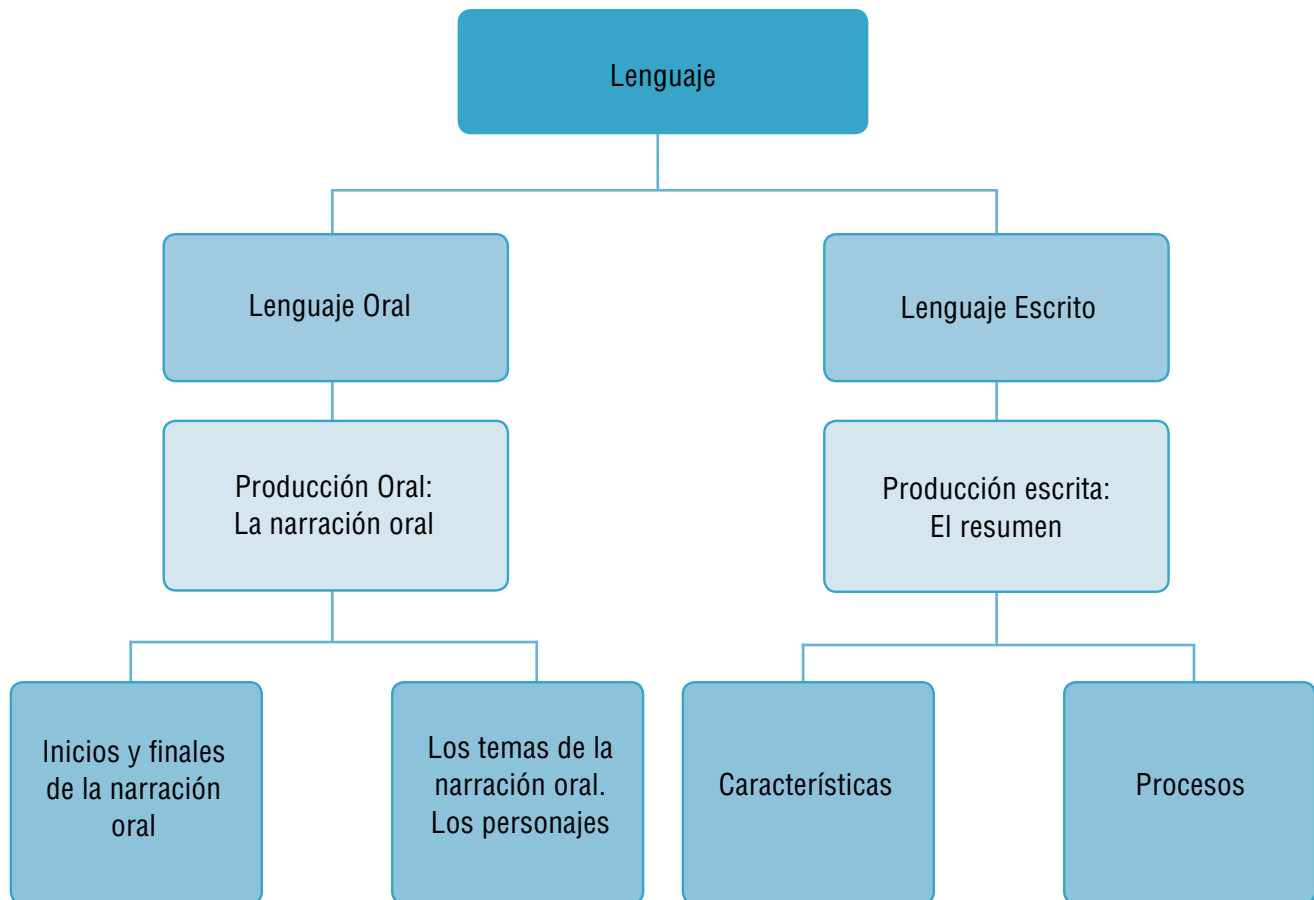 Lenguaje
Lenguaje Oral
Lenguaje Escrito
Producción Oral:
La narración oral
Producción escrita:
El resumen
Inicios y finales
de la narración
oral
Los temas de la
narración oral.
Los personajes
Caracterísíticas
Procesos